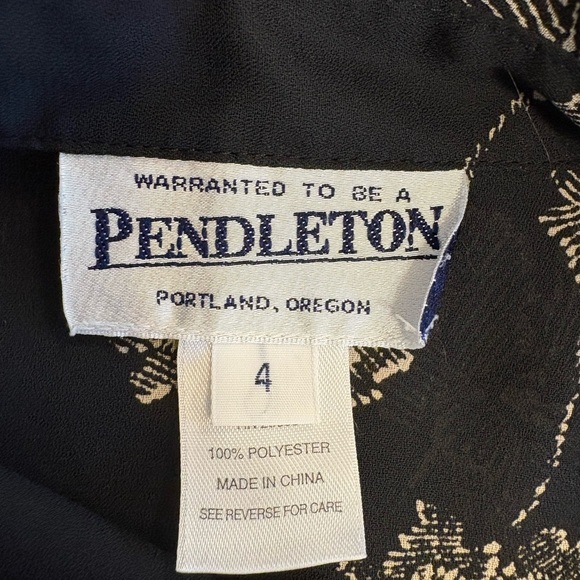 WARRANTED TO BE A
PENDLETON
PORTLAND, OREGON
4
100% POLYESTER
MADE IN CHINA
SEE REVERSE FOR CARE